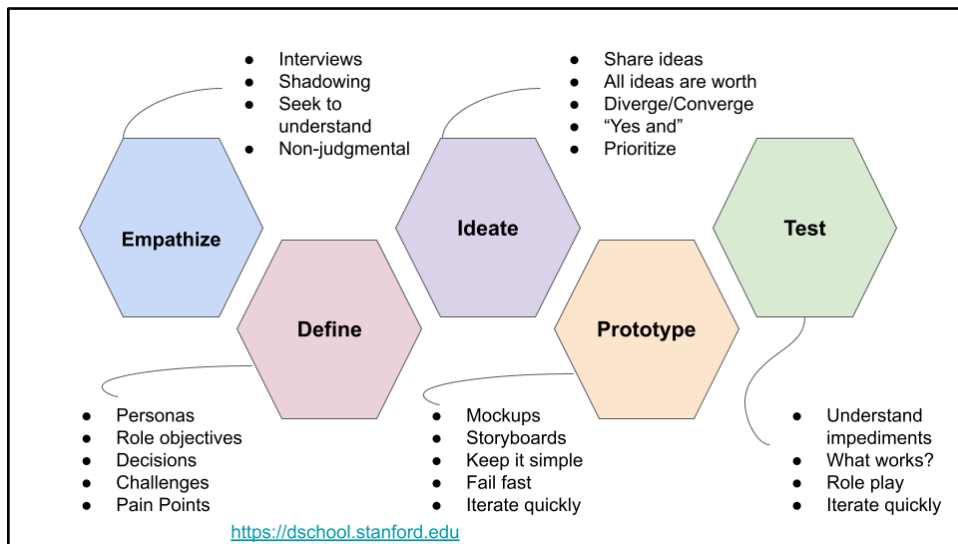 ● Interviews
● Shadowing
● Seek to
understand
● Non-judgmental
● Share ideas
● All ideas are worth
● Diverge/Converge
● “Yes and”
● Prioritize
Empathize
Ideate
Test
Define
Prototype
● Personas
● Role objectives
● Decisions
● Challenges
● Pain Points
● Mockups
● Storyboards
● Keep it simple
● Fail fast
● Iterate quickly
● Understand
impediments
● What works?
● Role play
● Iterate quickly
https://dschool.stanford.edu